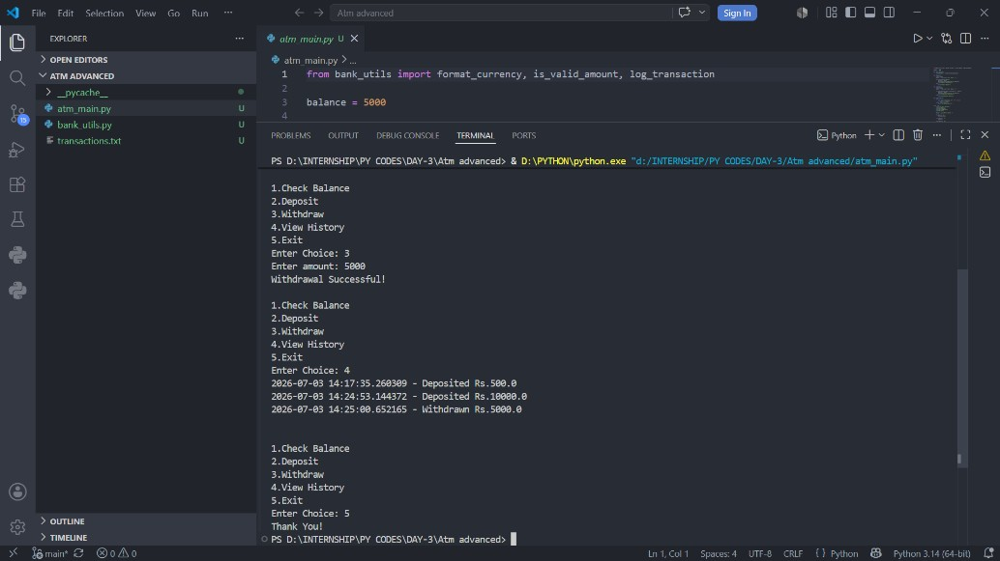 File Edit Selection View Go Run ··· Atm advanced Sign In
EXPLORER ···
OPEN EDITORS
ATM ADVANCED
__pycache__
atm_main.py U
bank_utils.py U
transactions.txt U
OUTLINE
TIMELINE
atm_main.py U
atm_main.py > ...
1 from bank_utils import format_currency, is_valid_amount, log_transaction
2
3 balance = 5000
4
PROBLEMS OUTPUT DEBUG CONSOLE TERMINAL PORTS Python
PS D:\INTERNSHIP\PY CODES\DAY-3\Atm advanced> & D:\PYTHON\python.exe "d:/INTERNSHIP/PY CODES/DAY-3/Atm advanced/atm_main.py"
1.Check Balance
2.Deposit
3.Withdraw
4.View History
5.Exit
Enter Choice: 3
Enter amount: 5000
Withdrawal Successful!
1.Check Balance
2.Deposit
3.Withdraw
4.View History
5.Exit
Enter Choice: 4
2026-07-03 14:17:35.260309 - Deposited Rs.500.0
2026-07-03 14:24:53.144372 - Deposited Rs.10000.0
2026-07-03 14:25:00.652165 - Withdrawn Rs.5000.0
1.Check Balance
2.Deposit
3.Withdraw
4.View History
5.Exit
Enter Choice: 5
Thank You!
PS D:\INTERNSHIP\PY CODES\DAY-3\Atm advanced>
main* 0 0 Ln 1, Col 1 Spaces: 4 UTF-8 CRLF { } Python Python 3.14 (64-bit)